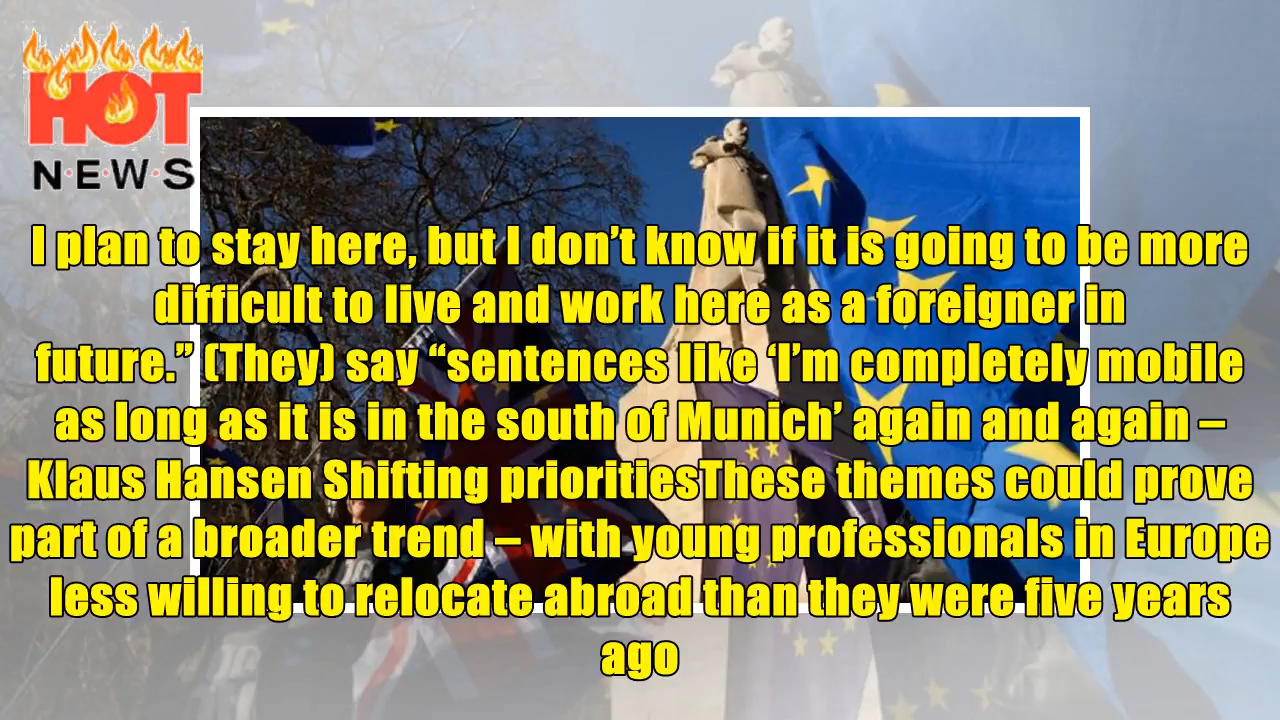 HOT
N·E·W·S
I plan to stay here, but I don’t know if it is going to be more
difficult to live and work here as a foreigner in
future.” (They) say “sentences like ‘I’m completely mobile
as long as it is in the south of Munich’ again and again –
Klaus Hansen Shifting prioritiesThese themes could prove
part of a broader trend – with young professionals in Europe
less willing to relocate abroad than they were five years
ago